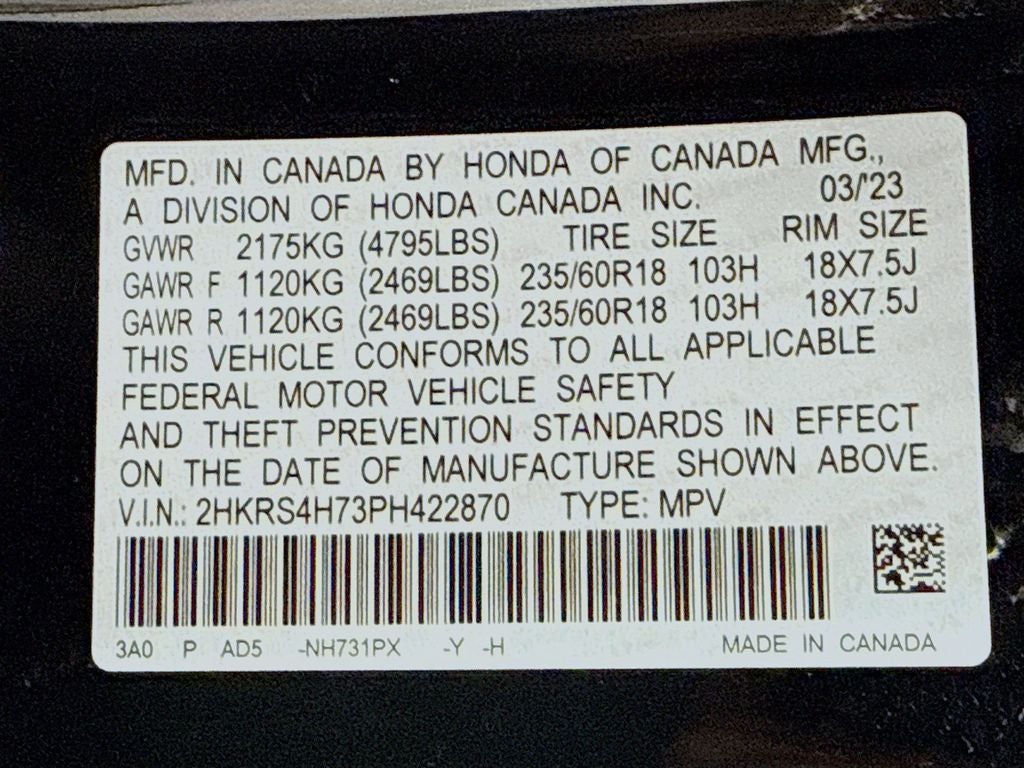 MFD. IN CANADA BY HONDA OF CANADA MFG.,
A DIVISION OF HONDA CANADA INC. 03/'23
GVWR 2175KG (4795LBS) TIRE SIZE RIM SIZE
GAWR F 1120KG (2469LBS) 235/60R18 103H 18X7.5J
GAWR R 1120KG (2469LBS) 235/60R18 103H 18X7.5J
THIS VEHICLE CONFORMS TO ALL APPLICABLE
FEDERAL MOTOR VEHICLE SAFETY
AND THEFT PREVENTION STANDARDS IN EFFECT
ON THE DATE OF MANUFACTURE SHOWN ABOVE.
V.I.N.: 2HKRS4H73PH422870 TYPE: MPV
3A0 P AD5 -NH731PX -Y -H MADE IN CANADA